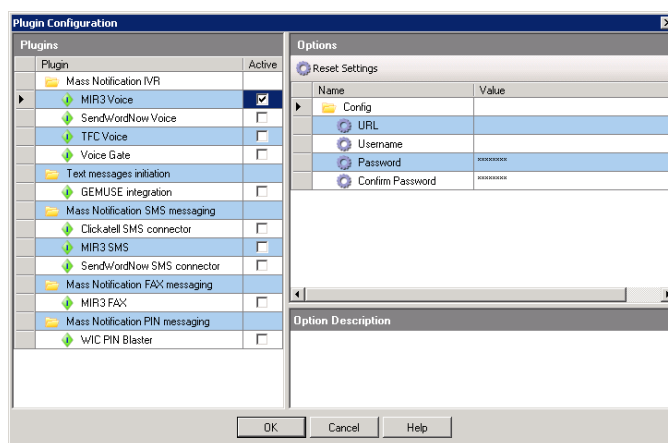 Plugin Configuration
Plugins
Plugin Active
Mass Notification IVR
MIR3 Voice
SendWordNow Voice
TFC Voice
Voice Gate
Text messages initiation
GEMUSE integration
Mass Notification SMS messaging
Clickatell SMS connector
MIR3 SMS
SendWordNow SMS connector
Mass Notification FAX messaging
MIR3 FAX
Mass Notification PIN messaging
WIC PIN Blaster
Options
Reset Settings
Name Value
Config
URL
Username
Password ********
Confirm Password ********
Option Description
OK Cancel Help